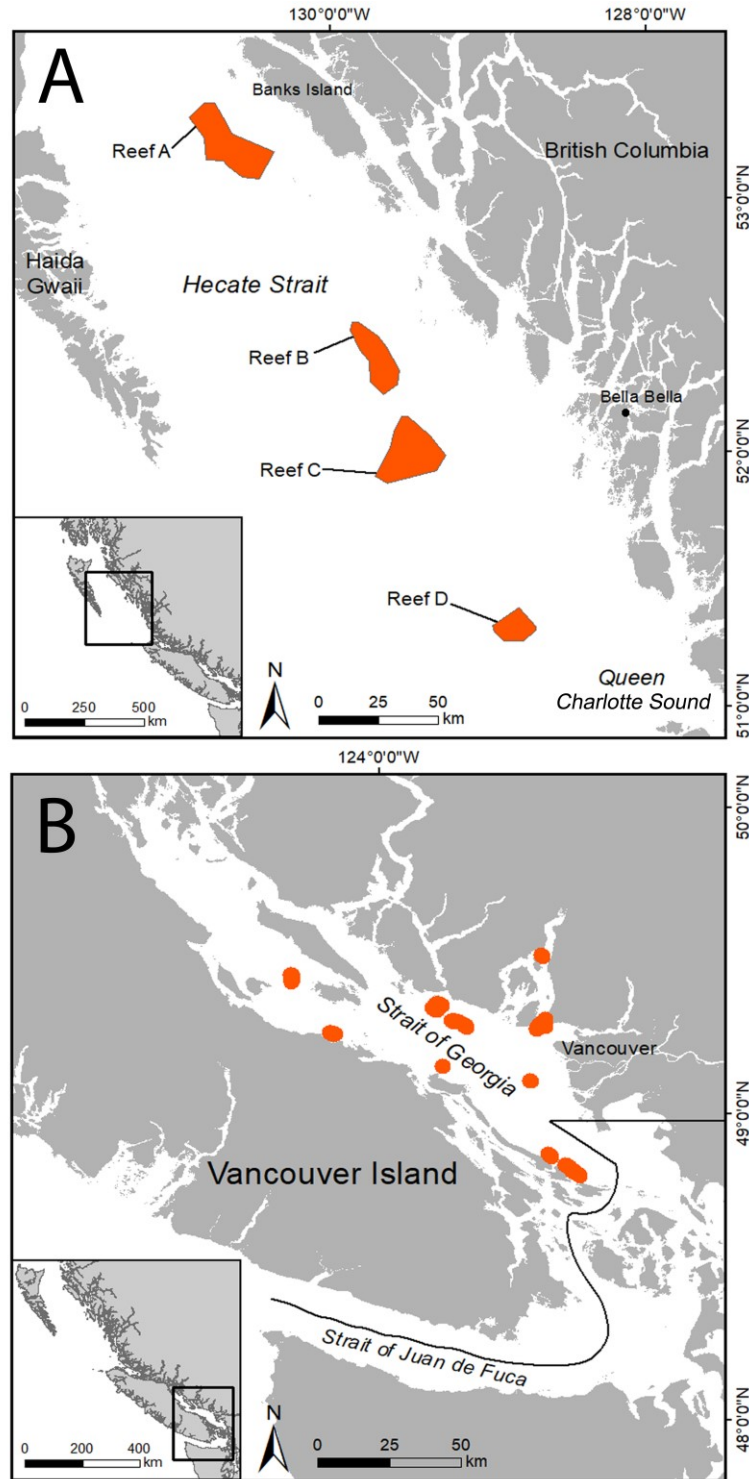 130°0'0"W
128°0'0"W
A
Banks Island
Reef A
British Columbia
53°0'0"N
Haida
Gwaii
Hecate Strait
Reef B
Bella Bella
52°0'0"N
Reef C
Reef D
N
Queen
Charlotte Sound
0 250 500
km
0 25 50
km
51°0'0"N
124°0'0"W
50°0'0"N
B
Strait of Georgia
Vancouver
49°0'0"N
Vancouver Island
Strait of Juan de Fuca
N
0 200 400
km
0 25 50
km
48°0'0"N